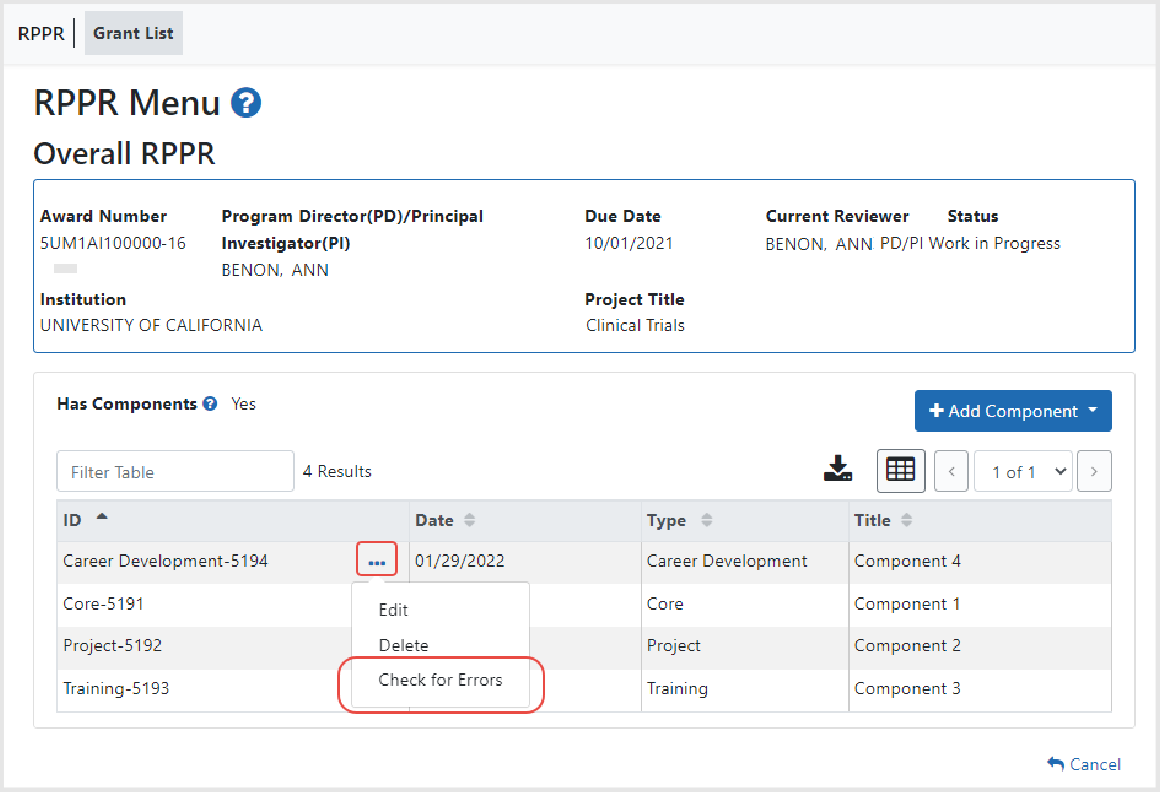 RPPR Grant List
RPPR Menu ?
Overall RPPR
Award Number Program Director(PD)/Principal Due Date Current Reviewer Status
5UM1AI100000-16 Investigator(PI) 10/01/2021 BENON, ANN PD/PI Work in Progress
BENON, ANN
Institution Project Title
UNIVERSITY OF CALIFORNIA Clinical Trials
Has Components ? Yes + Add Component
Filter Table 4 Results < 1 of 1 >
ID Date Type Title
Career Development-5194 ... 01/29/2022 Career Development Component 4
Core-5191 Core Component 1
Edit
Project-5192 Project Component 2
Delete
Training-5193 Training Component 3
Check for Errors
Cancel